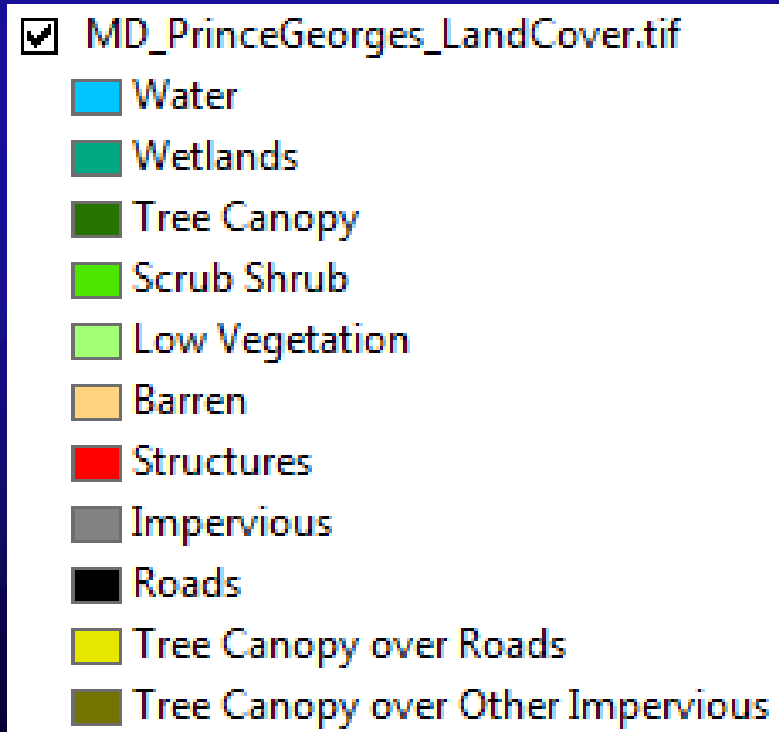 MD_PrinceGeorges_LandCover.tif
Water
Wetlands
Tree Canopy
Scrub Shrub
Low Vegetation
Barren
Structures
Impervious
Roads
Tree Canopy over Roads
Tree Canopy over Other Impervious